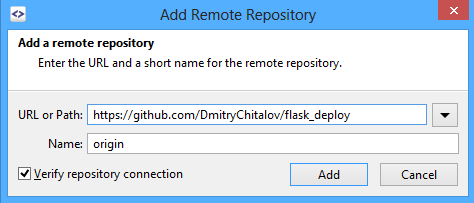 Add Remote Repository
Add a remote repository
Enter the URL and a short name for the remote repository.
URL or Path: https://github.com/DmitryChitalov/flask_deploy
Name: origin
Verify repository connection Add Cancel